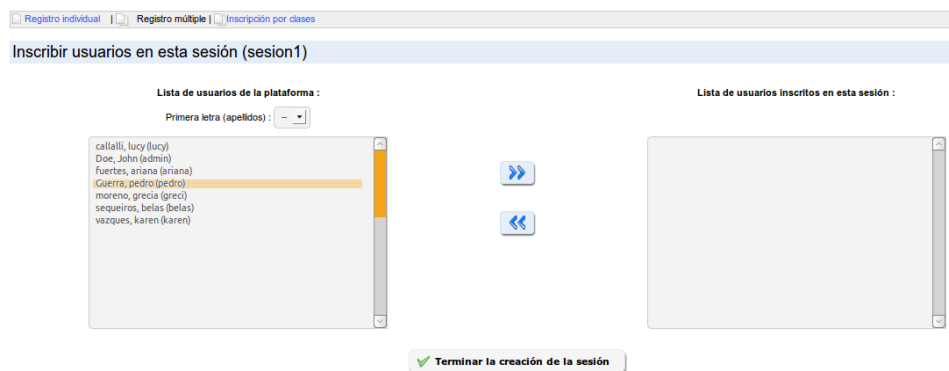 Registro individual | Registro múltiple | Inscripción por clases
Inscribir usuarios en esta sesión (sesion1)
Lista de usuarios de la plataforma :
Lista de usuarios inscritos en esta sesión :
Primera letra (apellidos) : --
callalli, lucy (lucy)
Doe, John (admin)
fuertes, ariana (ariana)
Guerra, pedro (pedro)
moreno, grecia (greci)
sequeiros, belas (belas)
vazques, karen (karen)
Terminar la creación de la sesión